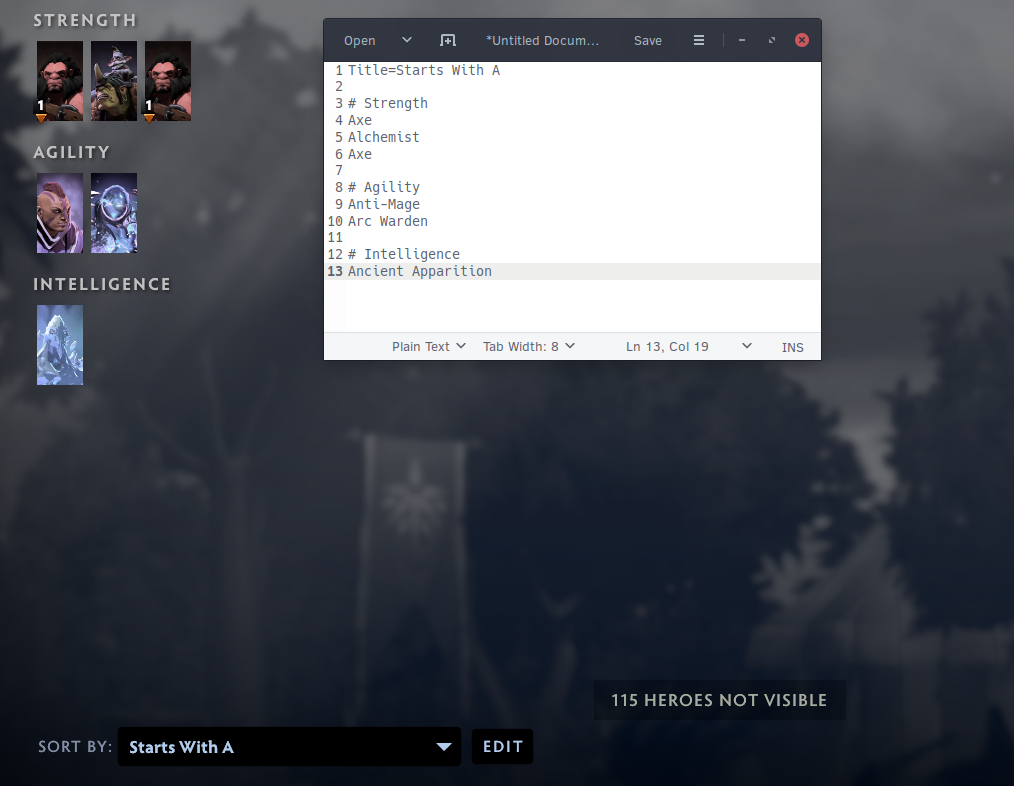 STRENGTH
1 1
AGILITY
INTELLIGENCE
Open *Untitled Docum... Save
1 Title=Starts With A
2
3 # Strength
4 Axe
5 Alchemist
6 Axe
7
8 # Agility
9 Anti-Mage
10 Arc Warden
11
12 # Intelligence
13 Ancient Apparition
Plain Text Tab Width: 8 Ln 13, Col 19 INS
115 HEROES NOT VISIBLE
SORT BY: Starts With A EDIT